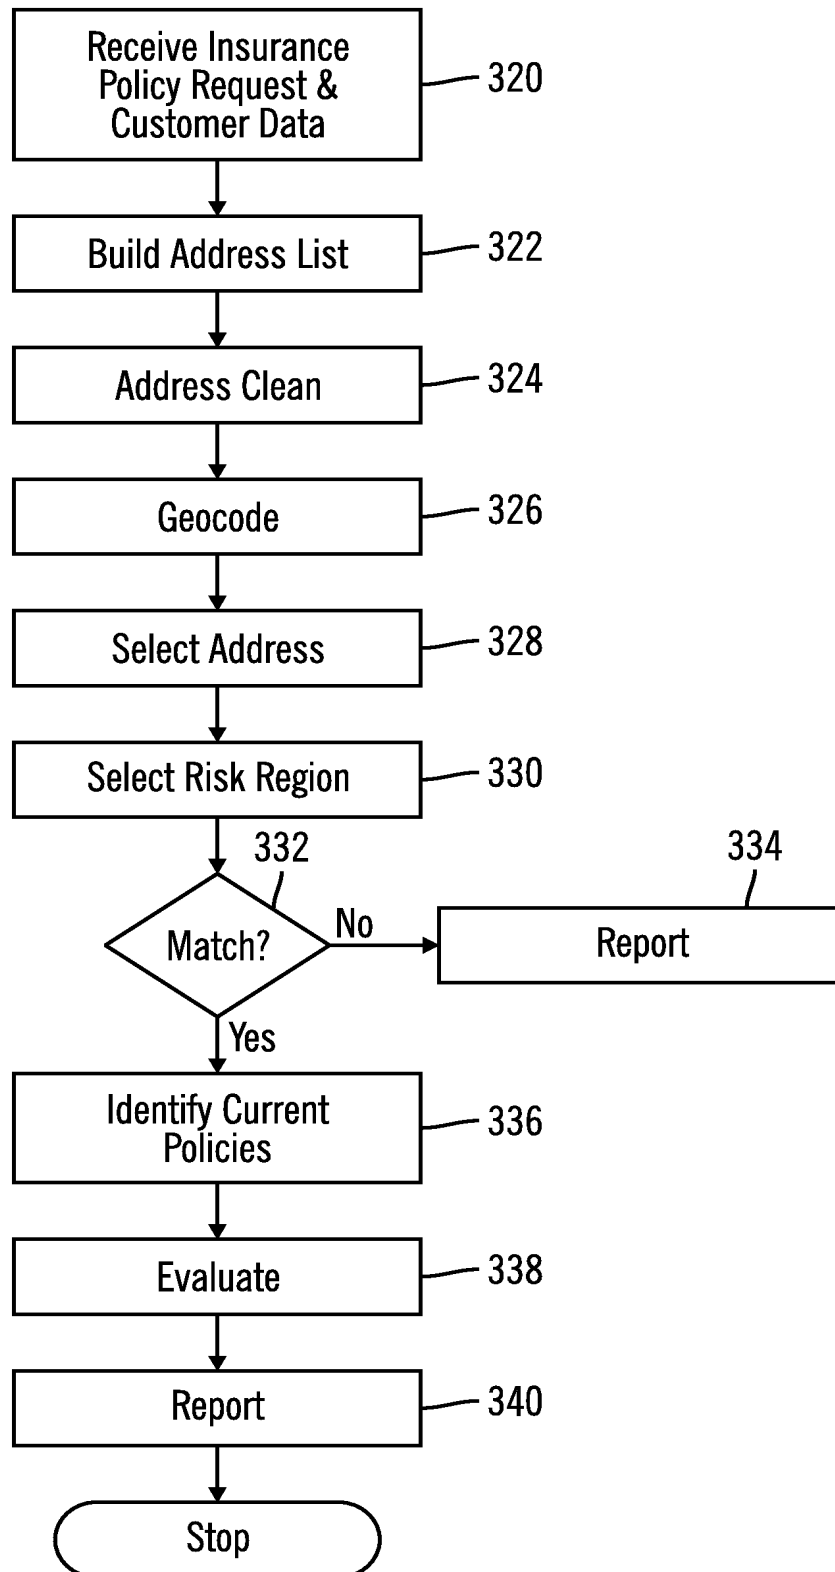 Receive Insurance
Policy Request &
Customer Data
320
Build Address List
322
Address Clean
324
Geocode
326
Select Address
328
Select Risk Region
330
332
334
Match?
No
Report
Yes
Identify Current
Policies
336
Evaluate
338
Report
340
Stop